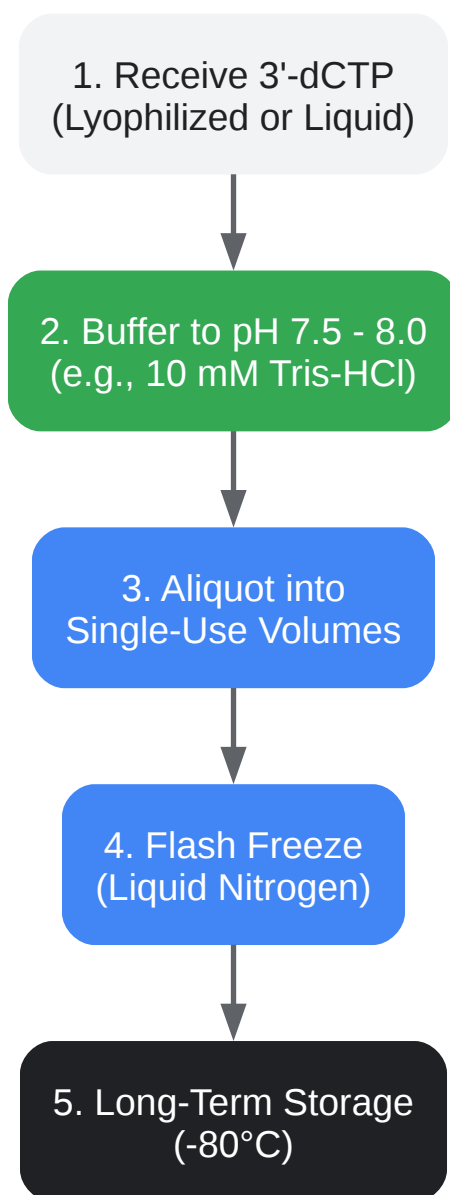 1. Receive 3'-dCTP
(Lyophilized or Liquid)
2. Buffer to pH 7.5 - 8.0
(e.g., 10 mM Tris-HCl)
3. Aliquot into
Single-Use Volumes
4. Flash Freeze
(Liquid Nitrogen)
5. Long-Term Storage
(-80°C)